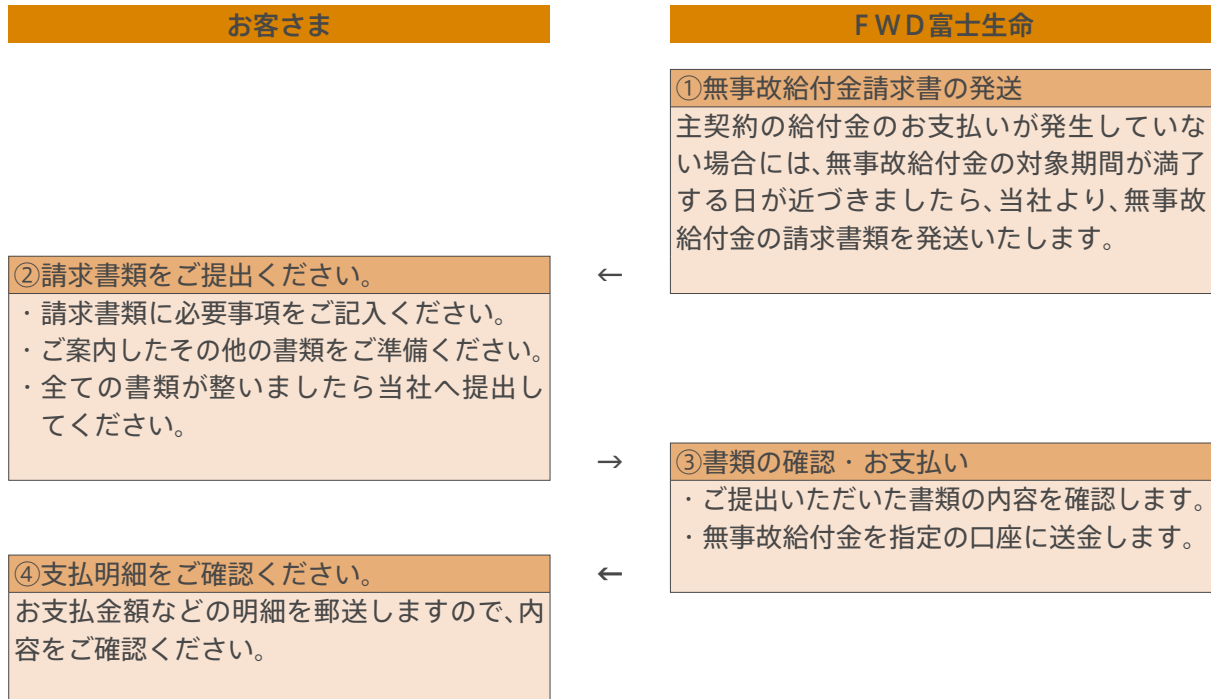 お客さま
ＦＷＤ富士生命
①無事故給付金請求書の発送
主契約の給付金のお支払いが発生していな
い場合には、無事故給付金の対象期間が満了
する日が近づきましたら、当社より、無事故
給付金の請求書類を発送いたします。
←
②請求書類をご提出ください。
・請求書類に必要事項をご記入ください。
・ご案内したその他の書類をご準備ください。
・全ての書類が整いましたら当社へ提出し
てください。
→
③書類の確認・お支払い
・ご提出いただいた書類の内容を確認します。
・無事故給付金を指定の口座に送金します。
←
④支払明細をご確認ください。
お支払金額などの明細を郵送しますので、内
容をご確認ください。